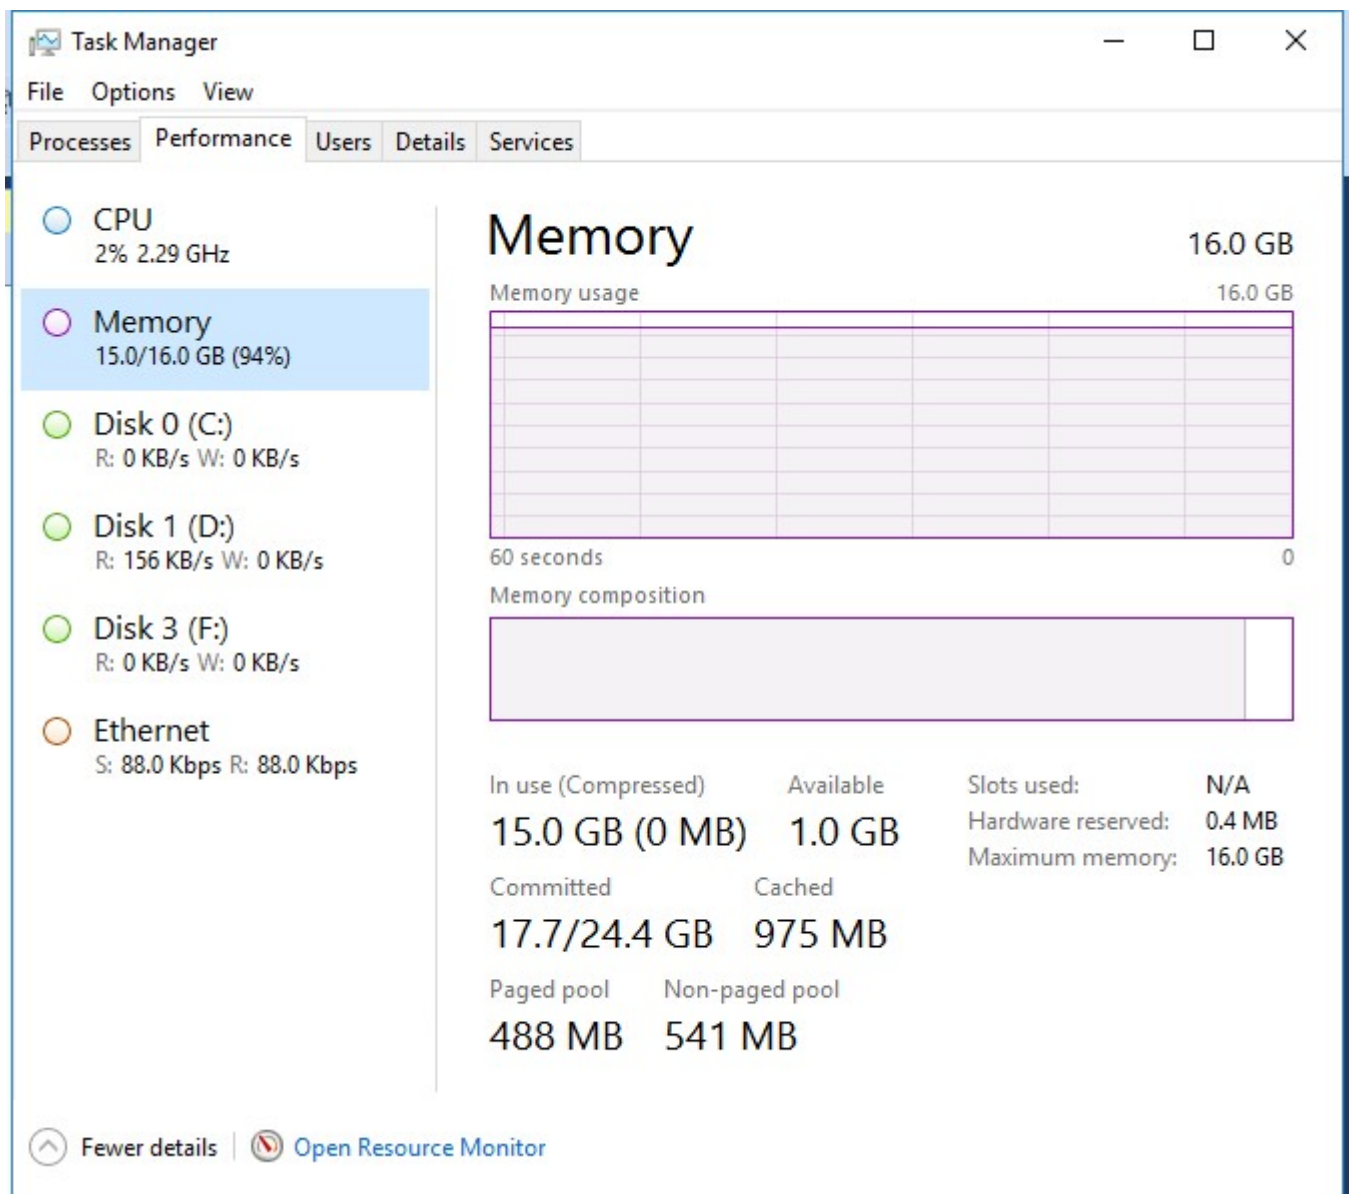 Task Manager
File Options View
Processes Performance Users Details Services
CPU
2% 2.29 GHz
Memory
15.0/16.0 GB (94%)
Disk 0 (C:)
R: 0 KB/s W: 0 KB/s
Disk 1 (D:)
R: 156 KB/s W: 0 KB/s
Disk 3 (F:)
R: 0 KB/s W: 0 KB/s
Ethernet
S: 88.0 Kbps R: 88.0 Kbps
Memory 16.0 GB
Memory usage 16.0 GB
60 seconds 0
Memory composition
In use (Compressed) Available
15.0 GB (0 MB) 1.0 GB
Committed Cached
17.7/24.4 GB 975 MB
Paged pool Non-paged pool
488 MB 541 MB
Slots used: N/A
Hardware reserved: 0.4 MB
Maximum memory: 16.0 GB
Fewer details Open Resource Monitor